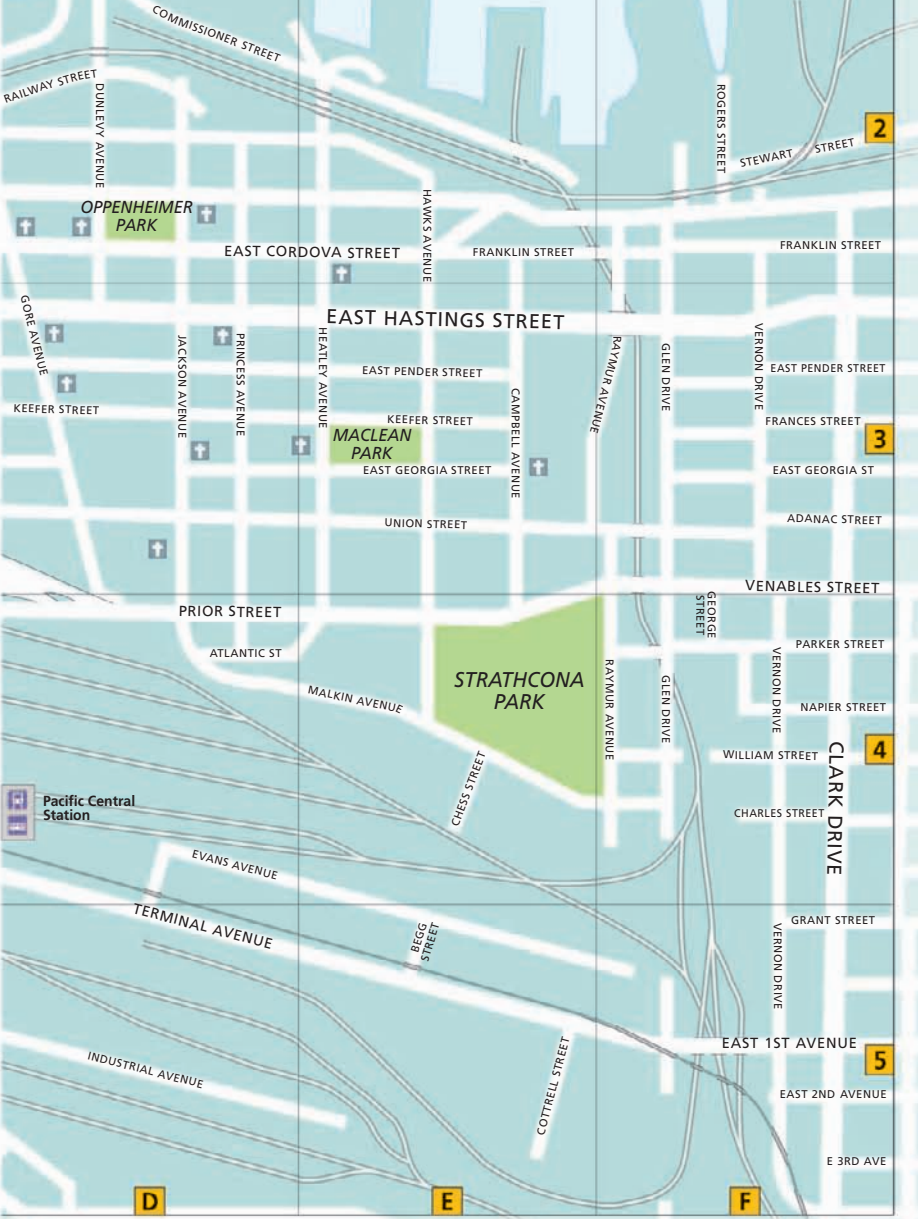 COMMISSIONER STREET
RAILWAY STREET
DUNLEVY AVENUE
ROGERS STREET
2
STEWART STREET
OPPENHEIMER
PARK
HAWKS AVENUE
EAST CORDOVA STREET
FRANKLIN STREET
FRANKLIN STREET
GORE AVENUE
EAST HASTINGS STREET
JACKSON AVENUE
PRINCESS AVENUE
HEATLEY AVENUE
RAYMUR AVENUE
GLEN DRIVE
VERNON DRIVE
EAST PENDER STREET
EAST PENDER STREET
KEEFER STREET
KEEFER STREET
CAMPBELL AVENUE
FRANCES STREET
MACLEAN
PARK
3
EAST GEORGIA STREET
EAST GEORGIA ST
UNION STREET
ADANAC STREET
VENABLES STREET
PRIOR STREET
GEORGE
STREET
ATLANTIC ST
PARKER STREET
STRATHCONA
PARK
RAYMUR AVENUE
GLEN DRIVE
VERNON DRIVE
MALKIN AVENUE
NAPIER STREET
4
WILLIAM STREET
CHESS STREET
CLARK DRIVE
Pacific Central
Station
CHARLES STREET
EVANS AVENUE
TERMINAL AVENUE
BEGG
STREET
GRANT STREET
VERNON DRIVE
EAST 1ST AVENUE
5
INDUSTRIAL AVENUE
COTTRELL STREET
EAST 2ND AVENUE
E 3RD AVE
D
E
F